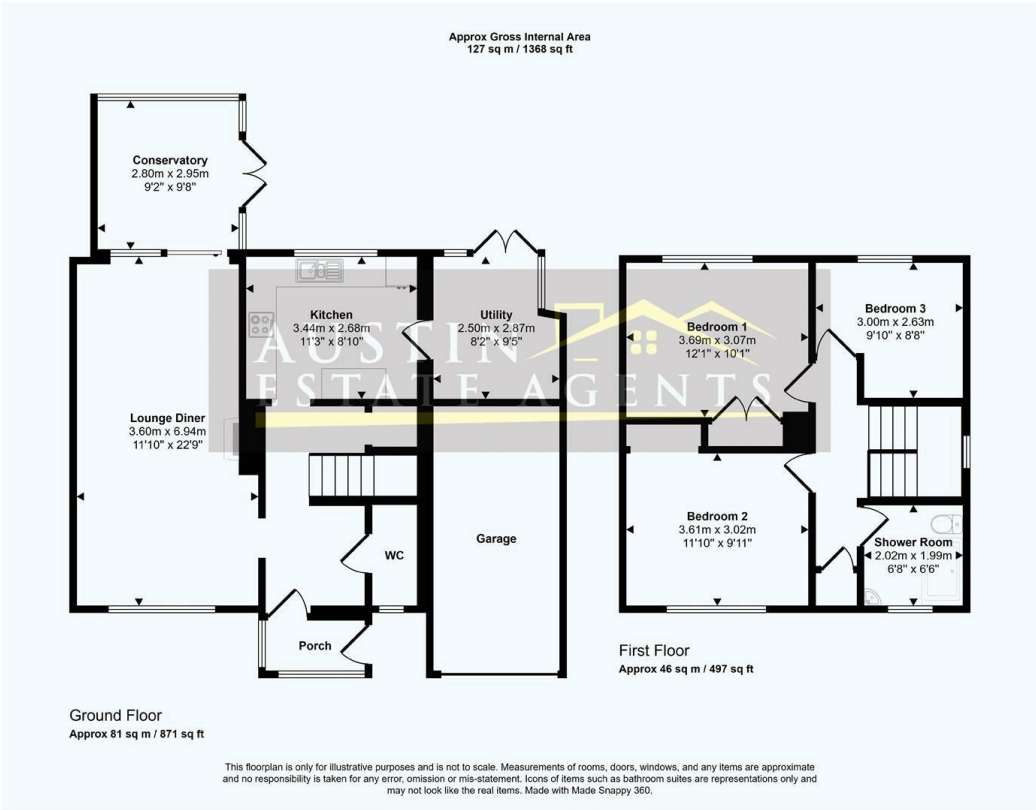 Approx Gross Internal Area
127 sq m / 1368 sq ft
Conservatory
2.80m x 2.95m
9'2" x 9'8"
Kitchen
3.44m x 2.68m
11'3" x 8'10"
Utility
2.50m x 2.87m
8'2" x 9'5"
Bedroom 1
3.69m x 3.07m
12'1" x 10'1"
Bedroom 3
3.00m x 2.63m
9'10" x 8'8"
AUSTIN
ESTATE AGENTS
Lounge Diner
3.60m x 6.94m
11'10" x 22'9"
Bedroom 2
3.61m x 3.02m
11'10" x 9'11"
WC
Garage
Shower Room
2.02m x 1.99m
6'8" x 6'6"
Porch
First Floor
Approx 46 sq m / 497 sq ft
Ground Floor
Approx 81 sq m / 871 sq ft
This floorplan is only for illustrative purposes and is not to scale. Measurements of rooms, doors, windows, and any items are approximate
and no responsibility is taken for any error, omission or mis-statement. Icons of items such as bathroom suites are representations only and
may not look like the real items. Made with Made Snappy 360.